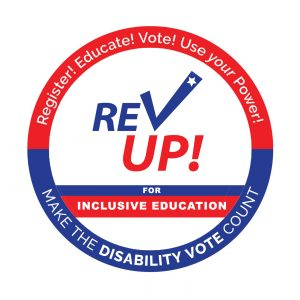 Register! Educate! Vote! Use your Power!
REV
UP!
FOR
INCLUSIVE EDUCATION
MAKE THE DISABILITY VOTE COUNT